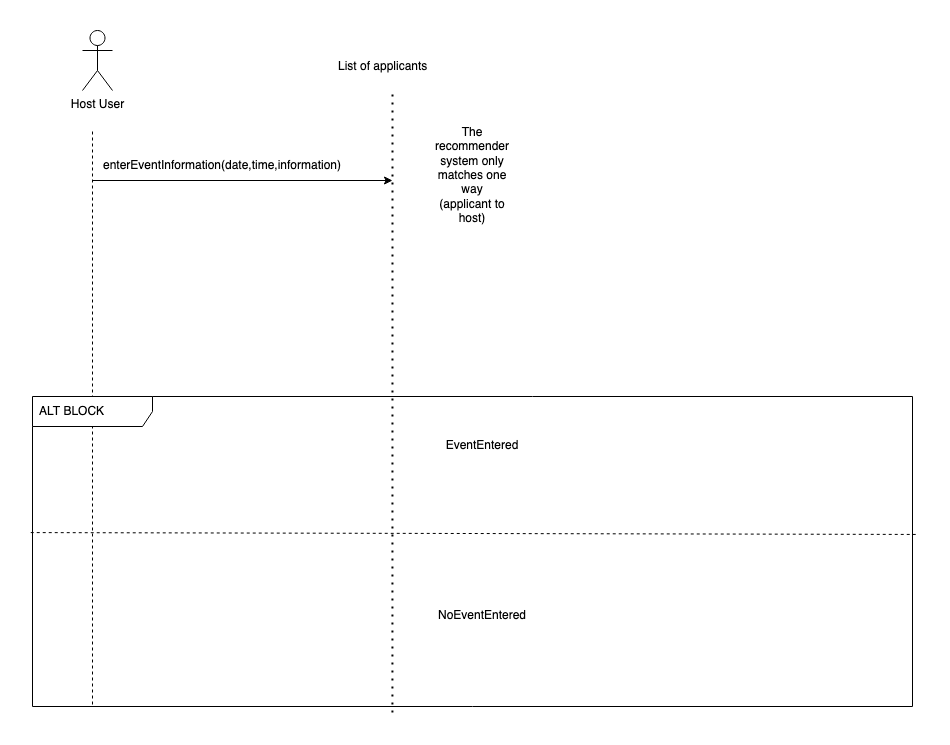 List of applicants
Host User
The
recommender
system only
matches one
way
(applicant to
host)
enterEventInformation(date,time,information)
ALT BLOCK
EventEntered
NoEventEntered